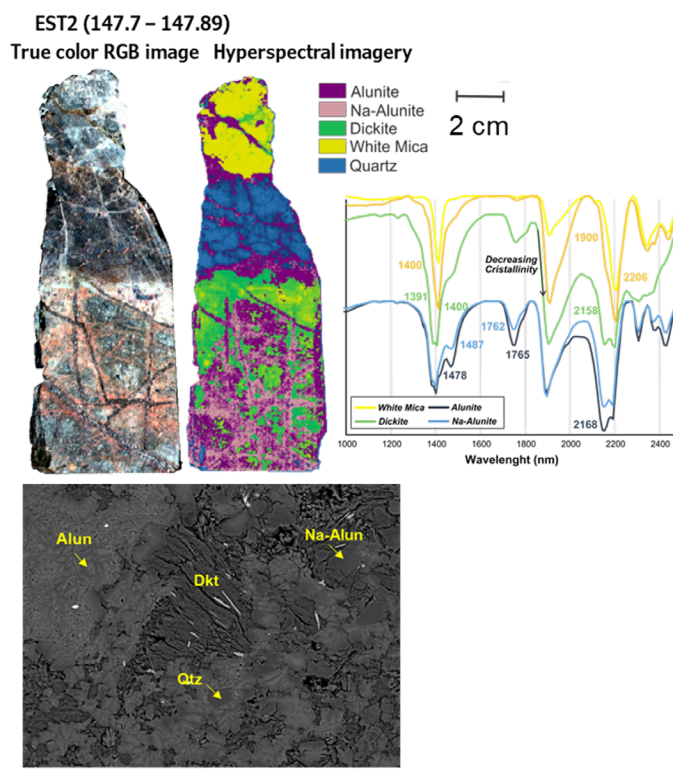 EST2 (147.7 – 147.89)
True color RGB image Hyperspectral imagery
Alunite
Na-Alunite
Dickite
White Mica
Quartz
2 cm
Decreasing
Cristallinity
1900
1400
2206
1391
1400
2158
1762
1487
1765
1478
2168
White Mica
Alunite
Dickite
Na-Alunite
1000 1200 1400 1600 1800 2000 2200 2400
Wavelenght (nm)
Alun
Na-Alun
Dkt
Qtz